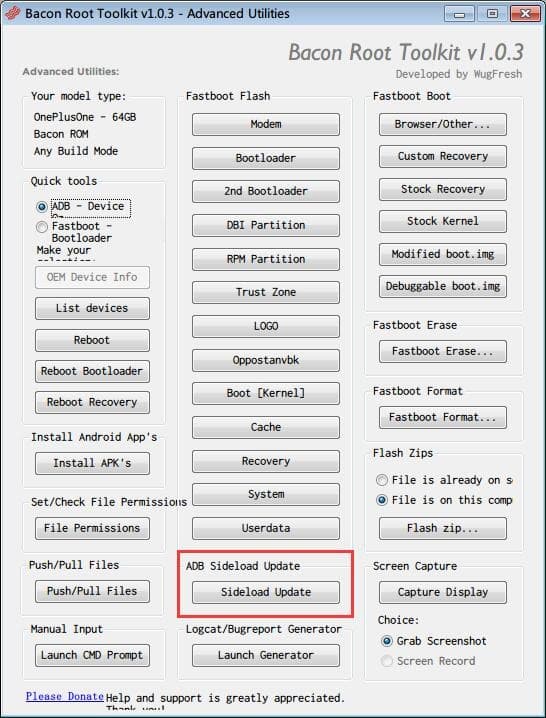 Bacon Root Toolkit v1.0.3 - Advanced Utilities
Bacon Root Toolkit v1.0.3
Advanced Utilities:
Developed by WugFresh
Your model type:
OnePlusOne - 64GB
Bacon ROM
Any Build Mode
Quick tools
ADB - Device
Fastboot -
Bootloader
Make your
OEM Device Info
List devices
Reboot
Reboot Bootloader
Reboot Recovery
Install Android App's
Install APK's
Set/Check File Permissions
File Permissions
Push/Pull Files
Push/Pull Files
Manual Input
Launch CMD Prompt
Fastboot Flash
Modem
Bootloader
2nd Bootloader
DBI Partition
RPM Partition
Trust Zone
LOGO
Oppostanvbk
Boot [Kernel]
Cache
Recovery
System
Userdata
ADB Sideload Update
Sideload Update
Logcat/Bugreport Generator
Launch Generator
Fastboot Boot
Browser/Other...
Custom Recovery
Stock Recovery
Stock Kernel
Modified boot.img
Debuggable boot.img
Fastboot Erase
Fastboot Erase...
Fastboot Format
Fastboot Format...
Flash Zips
File is already on
File is on this comp
Flash zip...
Screen Capture
Capture Display
Choice:
Grab Screenshot
Screen Record
Please Donate Help and support is greatly appreciated.
Thank you!